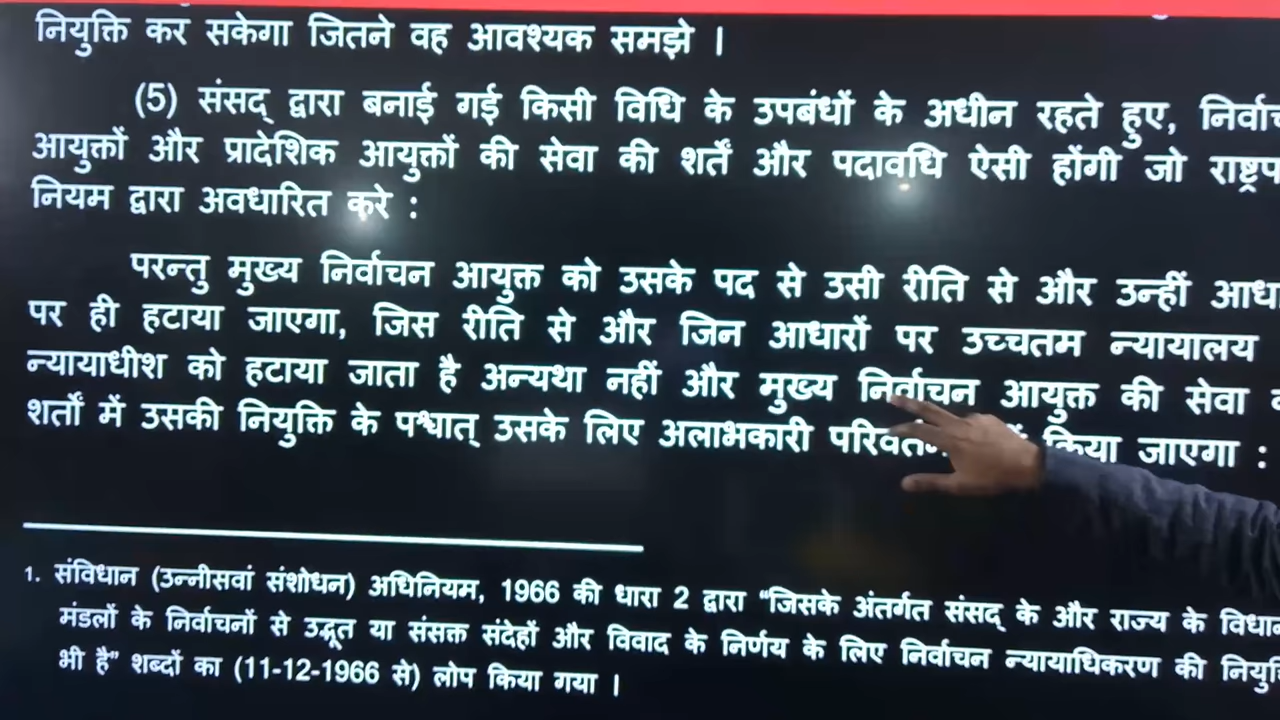 नियुक्ति कर सकेगा जितने वह आवश्यक समझे ।
(5) संसद् द्वारा बनाई गई किसी विधि के उपबंधों के अधीन रहते हुए,
आयुक्तों और प्रादेशिक आयुक्तों की सेवा की शर्तें और पदावधि ऐसी होंगी जो
नियम द्वारा अवधारित करे :
परन्तु मुख्य निर्वाचन आयुक्त को उसके पद से उसी रीति से और उन्हीं
पर ही हटाया जाएगा, जिस रीति से और जिन आधारों पर उच्चतम न्यायालय
न्यायाधीश को हटाया जाता है अन्यथा नहीं और मुख्य निर्वाचन आयुक्त की सेवा
शर्तों में उसकी नियुक्ति के पश्चात् उसके लिए अलाभकारी किया जाएगा :
1. संविधान (उन्नीसवां संशोधन) अधिनियम, 1966 की धारा 2 द्वारा "जिसके अंतर्गत संसद् के और राज्य के
मंडलों के निर्वाचनों से उद्भूत या संसक्त संदेहों और विवाद के निर्णय के लिए निर्वाचन न्यायाधिकरण की
भी है" शब्दों का (11-12-1966 से) लोप किया गया ।